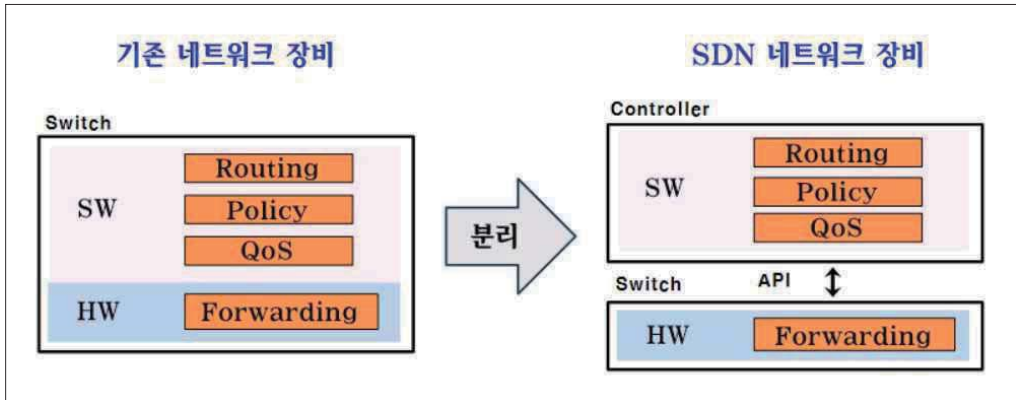 기존 네트워크 장비
Switch
SW
Routing
Policy
QoS
HW
Forwarding
분리
SDN 네트워크 장비
Controller
SW
Routing
Policy
QoS
Switch
API
HW
Forwarding